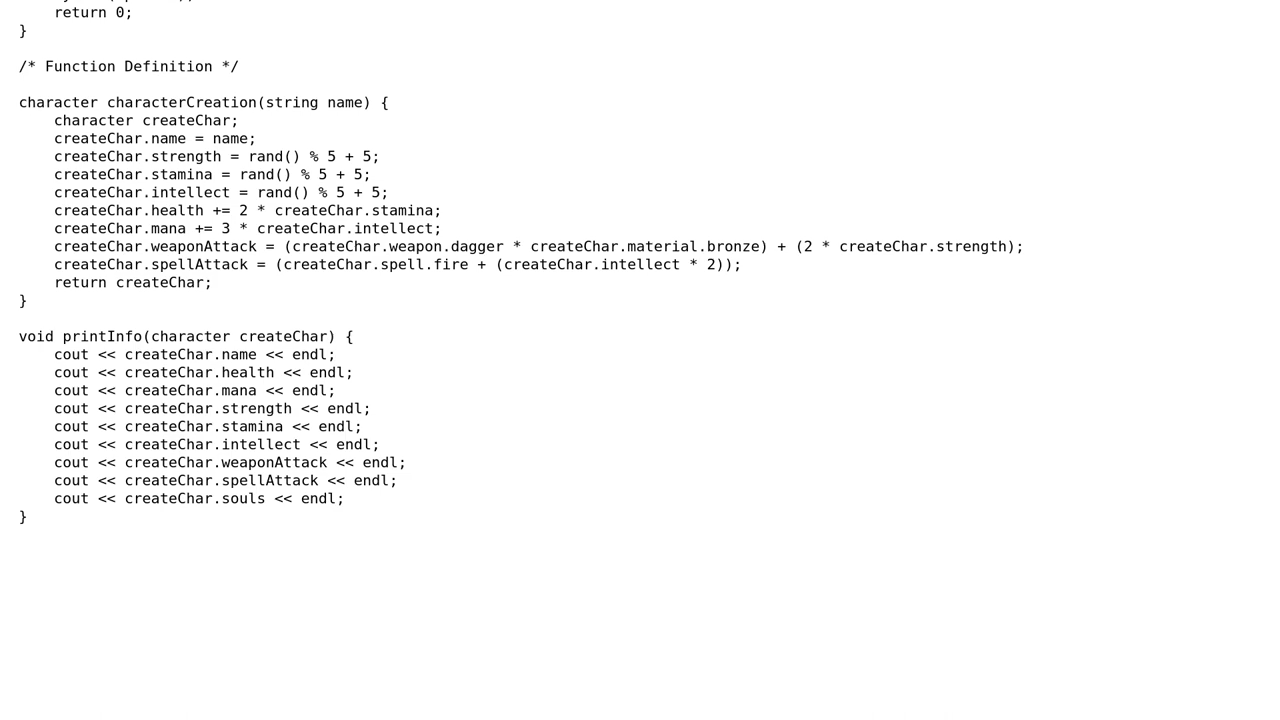 return 0;
}

/* Function Definition */

character characterCreation(string name) {
    character createChar;
    createChar.name = name;
    createChar.strength = rand() % 5 + 5;
    createChar.stamina = rand() % 5 + 5;
    createChar.intellect = rand() % 5 + 5;
    createChar.health += 2 * createChar.stamina;
    createChar.mana += 3 * createChar.intellect;
    createChar.weaponAttack = (createChar.weapon.dagger * createChar.material.bronze) + (2 * createChar.strength);
    createChar.spellAttack = (createChar.spell.fire + (createChar.intellect * 2));
    return createChar;
}

void printInfo(character createChar) {
    cout << createChar.name << endl;
    cout << createChar.health << endl;
    cout << createChar.mana << endl;
    cout << createChar.strength << endl;
    cout << createChar.stamina << endl;
    cout << createChar.intellect << endl;
    cout << createChar.weaponAttack << endl;
    cout << createChar.spellAttack << endl;
    cout << createChar.souls << endl;
}